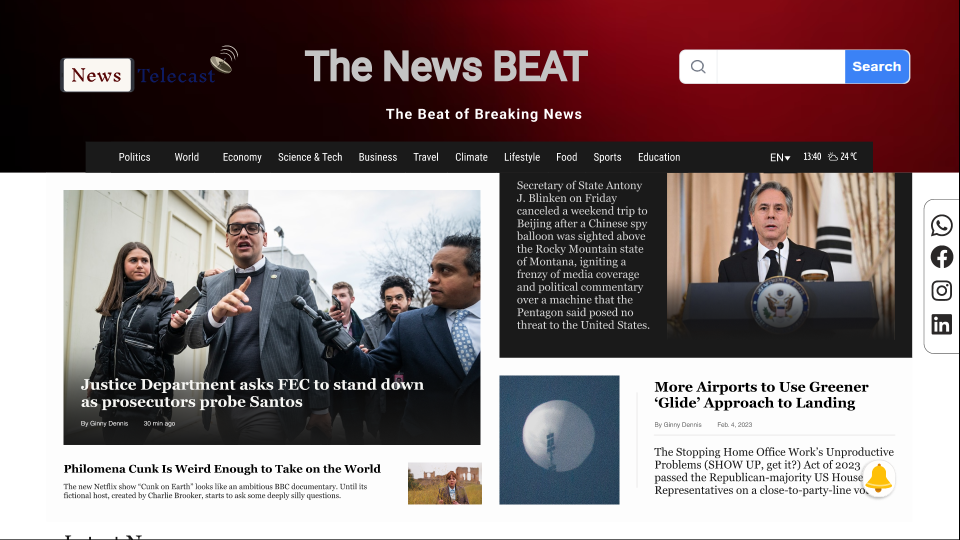 News Telecast
The News BEAT
Search
The Beat of Breaking News
Politics World Economy Science & Tech Business Travel Climate Lifestyle Food Sports Education EN 13:40 24 °C
Justice Department asks FEC to stand down
as prosecutors probe Santos
By Ginny Dennis 30 min ago
Philomena Cunk Is Weird Enough to Take on the World
The new Netflix show “Cunk on Earth” looks like an ambitious BBC documentary. Until its
fictional host, created by Charlie Brooker, starts to ask some deeply silly questions.
Secretary of State Antony
J. Blinken on Friday
canceled a weekend trip to
Beijing after a Chinese spy
balloon was sighted above
the Rocky Mountain state
of Montana, igniting a
frenzy of media coverage
and political commentary
over a machine that the
Pentagon said posed no
threat to the United States.
More Airports to Use Greener
‘Glide’ Approach to Landing
By Ginny Dennis Feb. 4, 2023
The Stopping Home Office Work’s Unproductive
Problems (SHOW UP, get it?) Act of 2023
passed the Republican-majority US House
Representatives on a close-to-party-line